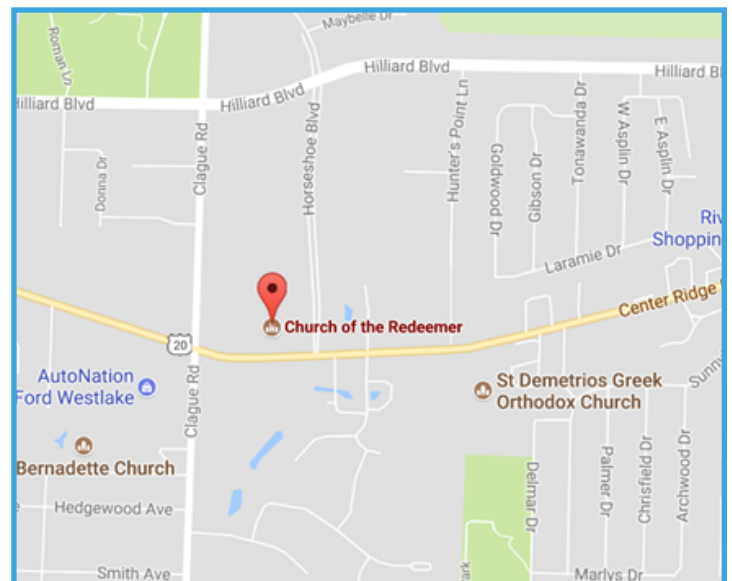 Maybelle Dr
Roman Ln
Hilliard Blvd
Hilliard Bl
Hilliard Blvd
Hilliard Blvd
Clague Rd
Horseshoe Blvd
Hunter's Point Ln
Goldwood Dr
Gibson Dr
Tonawanda Dr
W Asplin Dr
E Asplin Dr
Donna Dr
Riv
Shoppin
Laramie Dr
Center Ridge
Church of the Redeemer
20
AutoNation
Ford Westlake
Clague Rd
St Demetrios Greek
Orthodox Church
Sunny
Bernadette Church
Delmar Dr
Palmer Dr
Chrisfield Dr
Archwood Dr
Hedgewood Ave
Smith Ave
ark
Marlys Dr